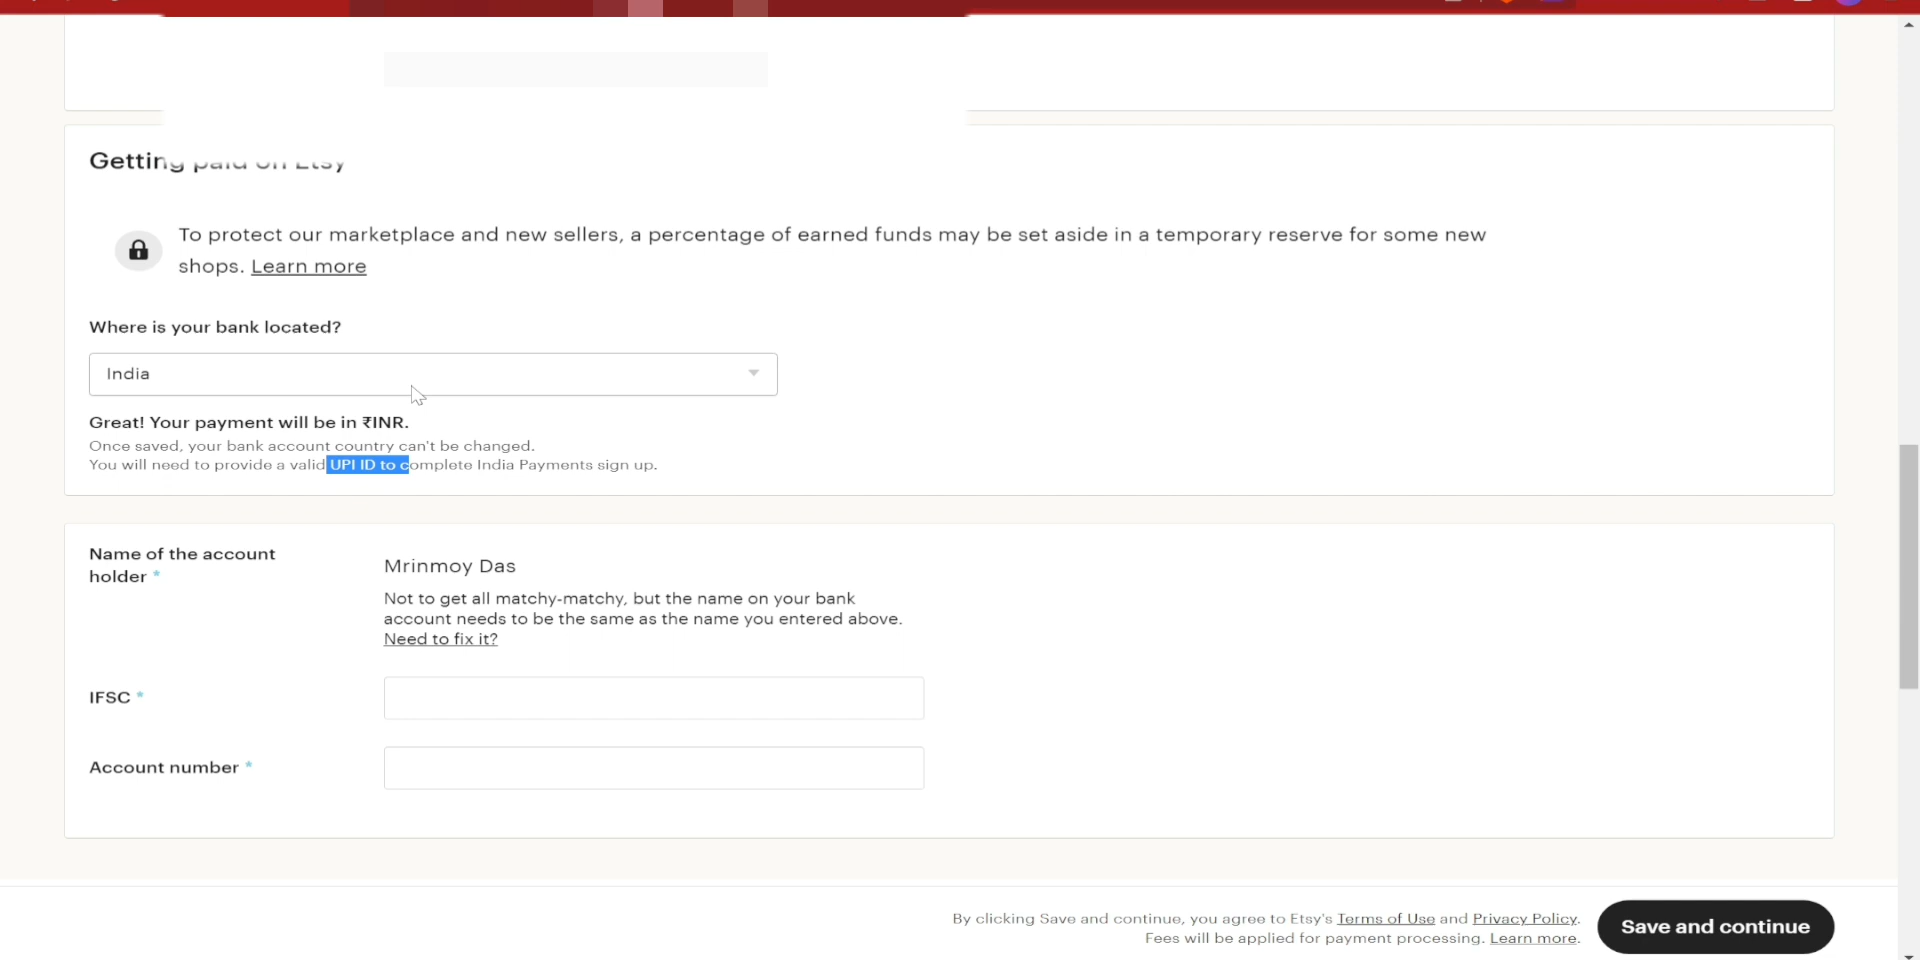 Getting paid on Etsy
To protect our marketplace and new sellers, a percentage of earned funds may be set aside in a temporary reserve for some new
shops. Learn more
Where is your bank located?
India
Great! Your payment will be in ₹INR.
Once saved, your bank account country can't be changed.
You will need to provide a valid UPI ID to complete India Payments sign up.
Name of the account
holder *
Mrinmoy Das
Not to get all matchy-matchy, but the name on your bank
account needs to be the same as the name you entered above.
Need to fix it?
IFSC *
Account number *
By clicking Save and continue, you agree to Etsy's Terms of Use and Privacy Policy.
Fees will be applied for payment processing. Learn more.
Save and continue